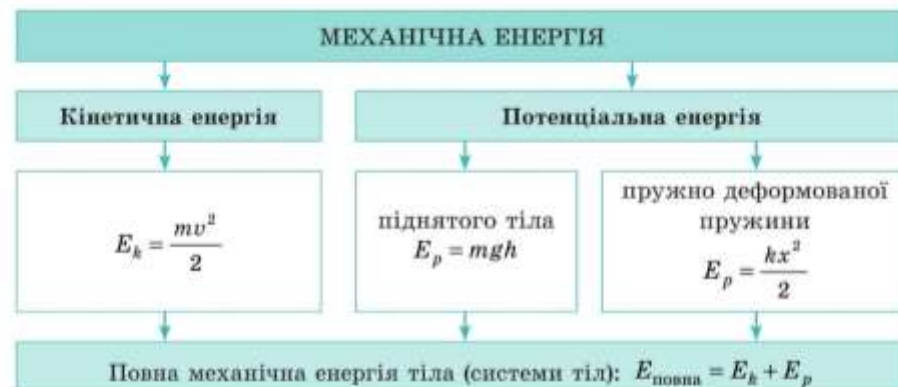 МЕХАНІЧНА ЕНЕРГІЯ
Кінетична енергія
Потенціальна енергія
E_k = mv²/2
піднятого тіла
E_p = mgh
пружно деформованої
пружини
E_p = kx²/2
Повна механічна енергія тіла (системи тіл): E_повна = E_k + E_p